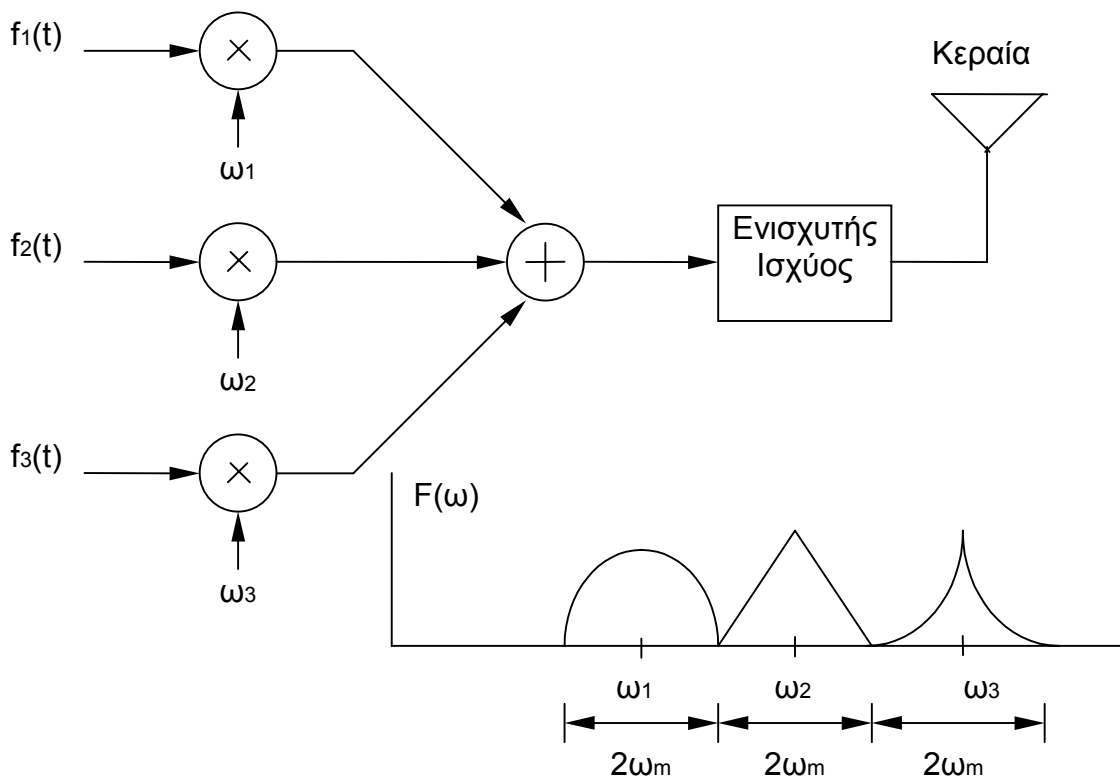 f1(t)
ω1
Κεραία
f2(t)
ω2
Ενισχυτής
Ισχύος
f3(t)
ω3
F(ω)
ω1 ω2 ω3
2ωm 2ωm 2ωm